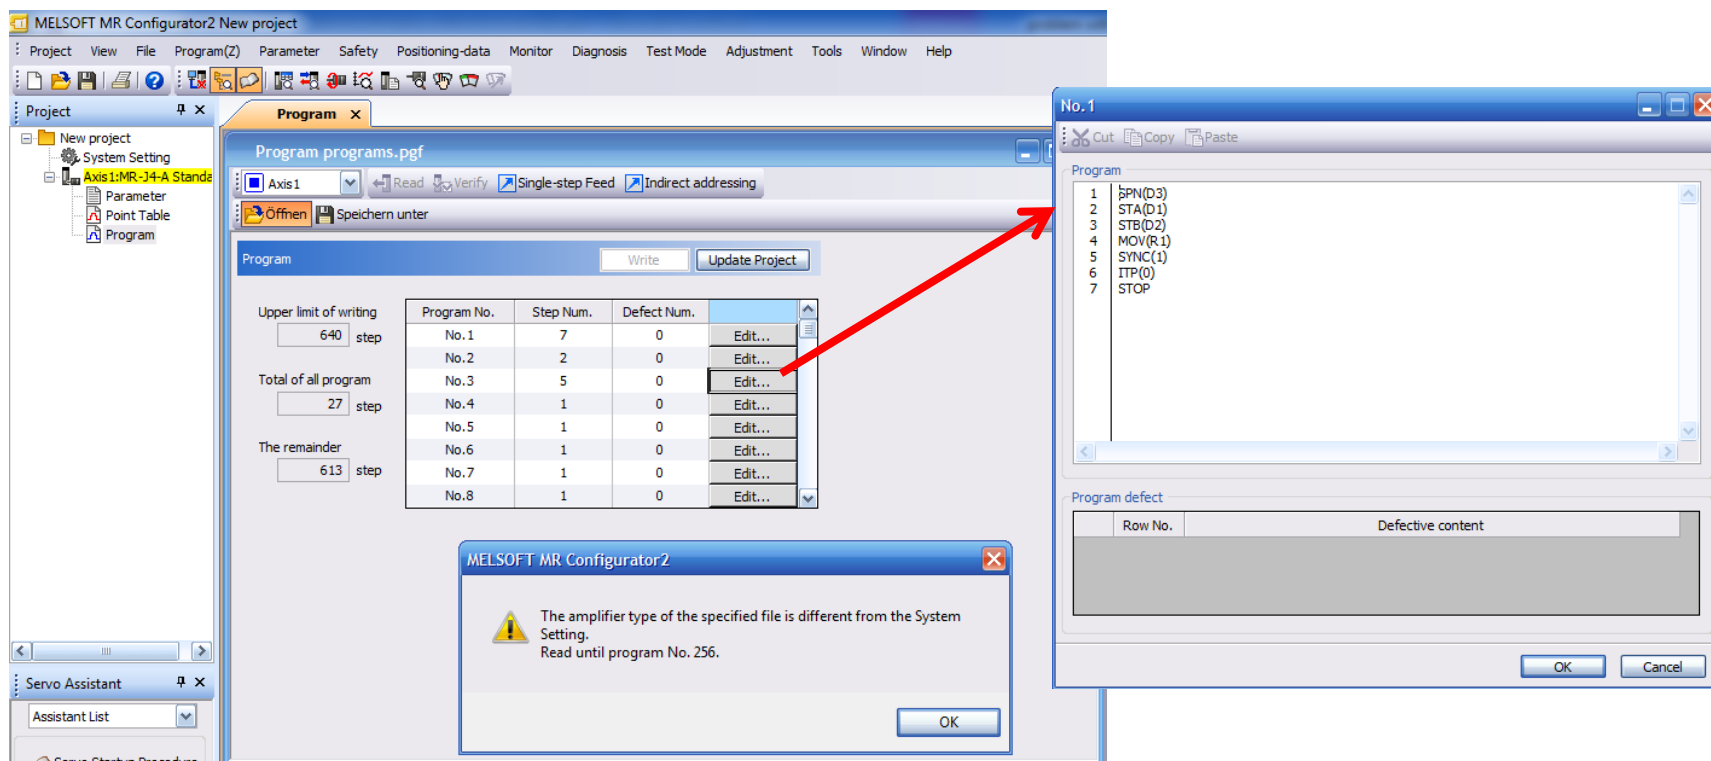 MELSOFT MR Configurator2 New project
Project View File Program(Z) Parameter Safety Positioning-data Monitor Diagnosis Test Mode Adjustment Tools Window Help
Project
New project
System Setting
Axis1:MR-J4-A Standa
Parameter
Point Table
Program
Servo Assistant
Assistant List
Servo Startup Procedure
Program
Program programs.pgf
Axis1 Read Verify Single-step Feed Indirect addressing
Öffnen Speichern unter
Program Write Update Project
Upper limit of writing
640 step
Total of all program
27 step
The remainder
613 step
Program No. Step Num. Defect Num.
No.1 7 0 Edit...
No.2 2 0 Edit...
No.3 5 0 Edit...
No.4 1 0 Edit...
No.5 1 0 Edit...
No.6 1 0 Edit...
No.7 1 0 Edit...
No.8 1 0 Edit...
MELSOFT MR Configurator2
The amplifier type of the specified file is different from the System
Setting.
Read until program No. 256.
OK
No.1
Cut Copy Paste
Program
1 SPN(D3)
2 STA(D1)
3 STB(D2)
4 MOV(R1)
5 SYNC(1)
6 ITP(0)
7 STOP
Program defect
Row No. Defective content
OK Cancel